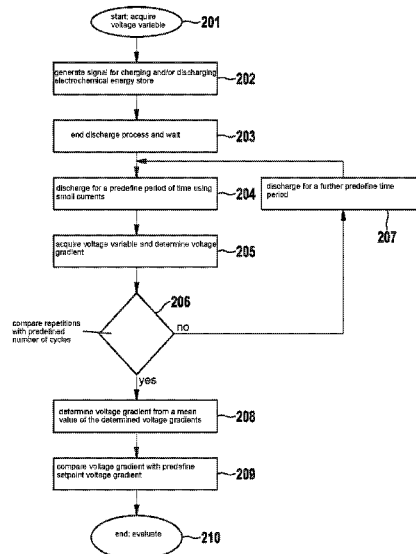 start; acquire
voltage variable
201
generate signal for charging and/or discharging
electrochemical energy store
202
end discharge process and wait
203
discharge for a predefine period of time using
small currents
204
discharge for a further predefine time
period
207
acquire voltage variable and determine voltage
gradient
205
206
compare repetitions
with predefined
number of cycles
no
yes
determine voltage gradient from a mean
value of the determined voltage gradients
208
compare voltage gradient with predefine
setpoint voltage gradient
209
end; evaluate
210